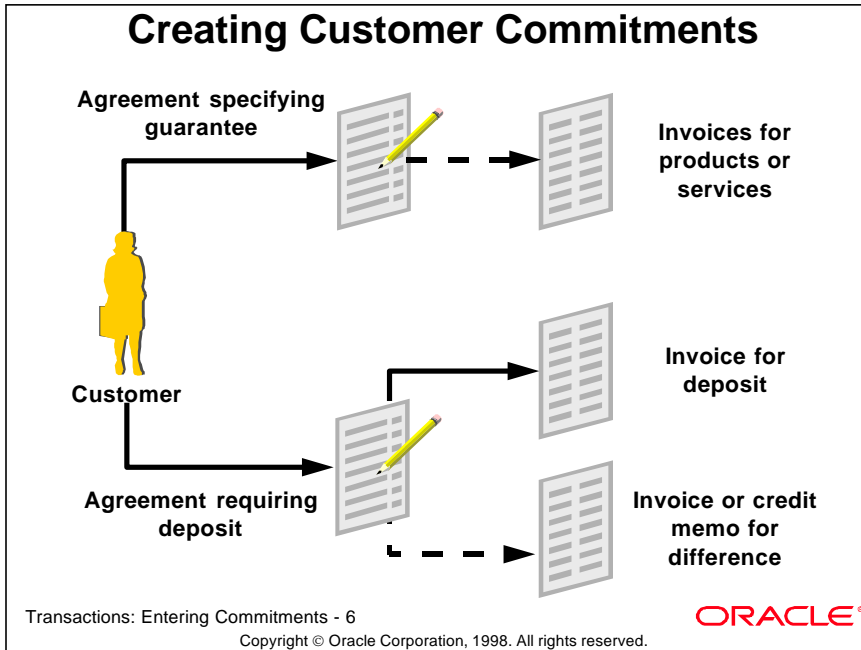 Creating Customer Commitments
Agreement specifying
guarantee
Invoices for
products or
services
Customer
Invoice for
deposit
Agreement requiring
deposit
Invoice or credit
memo for
difference
Transactions: Entering Commitments - 6
ORACLE®
Copyright © Oracle Corporation, 1998. All rights reserved.